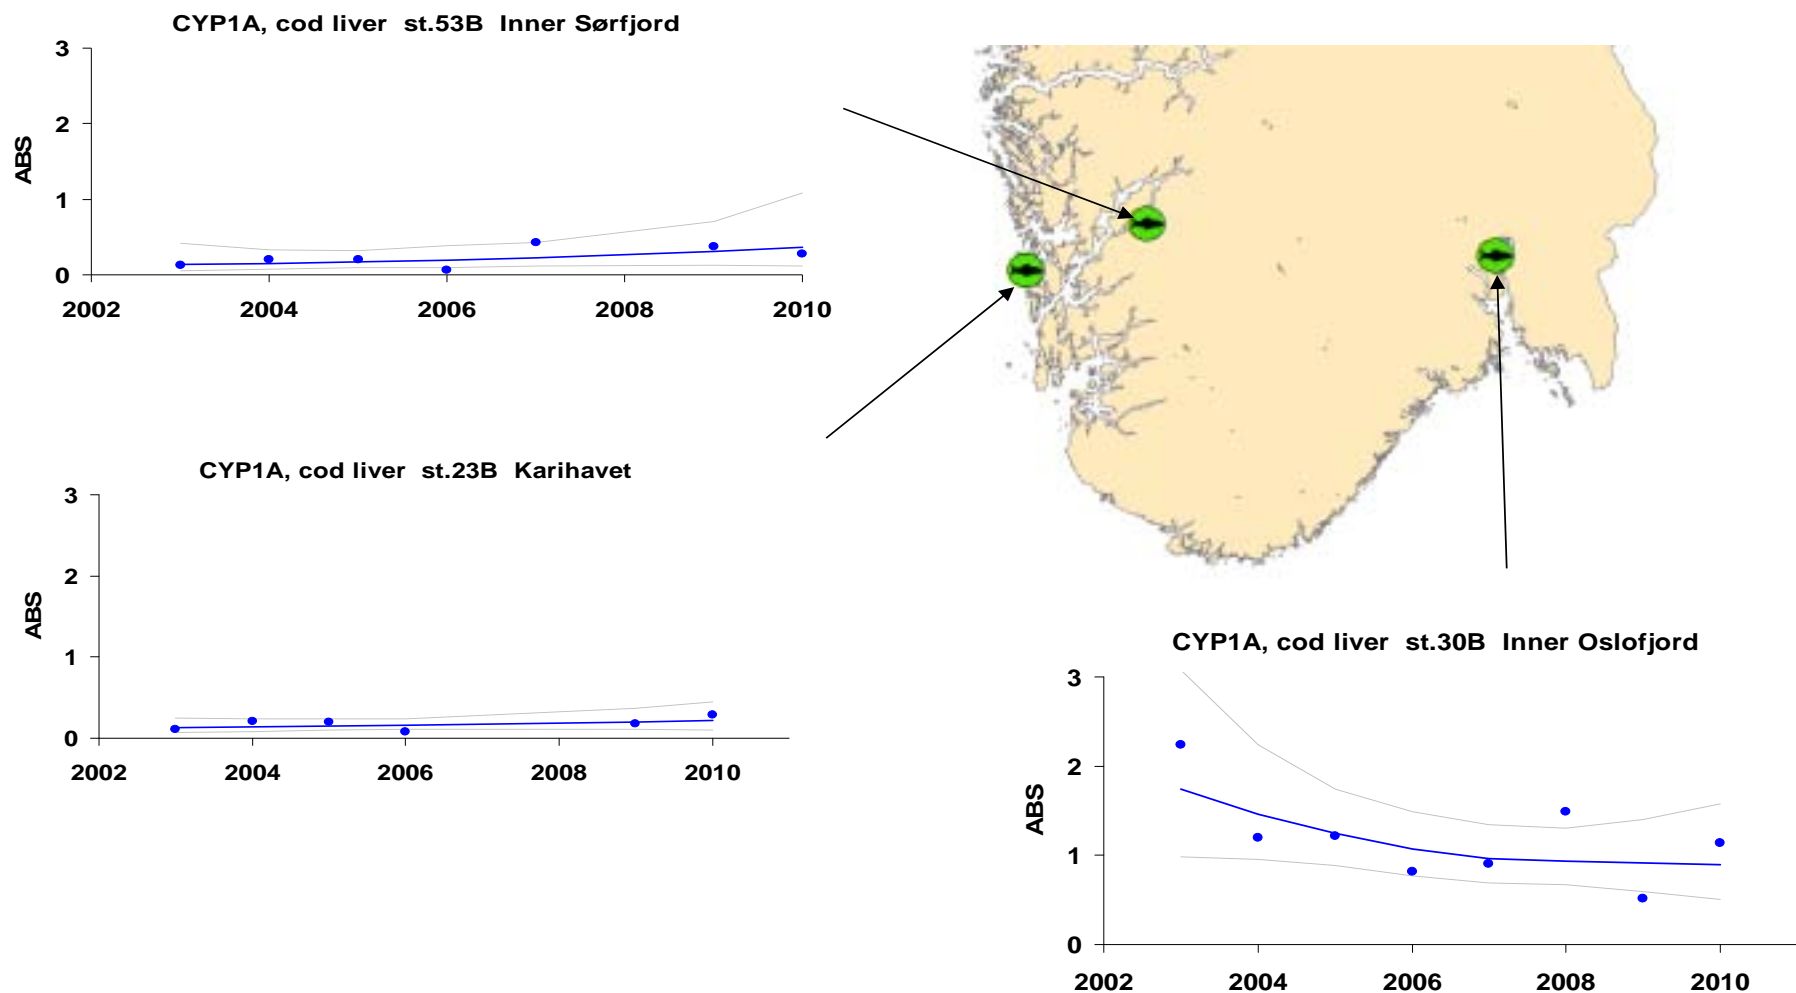 CYP1A, cod liver st.53B Inner Sørfjord
3
2
1
0
ABS
2002 2004 2006 2008 2010
CYP1A, cod liver st.23B Karihavet
3
2
1
0
ABS
2002 2004 2006 2008 2010
CYP1A, cod liver st.30B Inner Oslofjord
3
2
1
0
ABS
2002 2004 2006 2008 2010